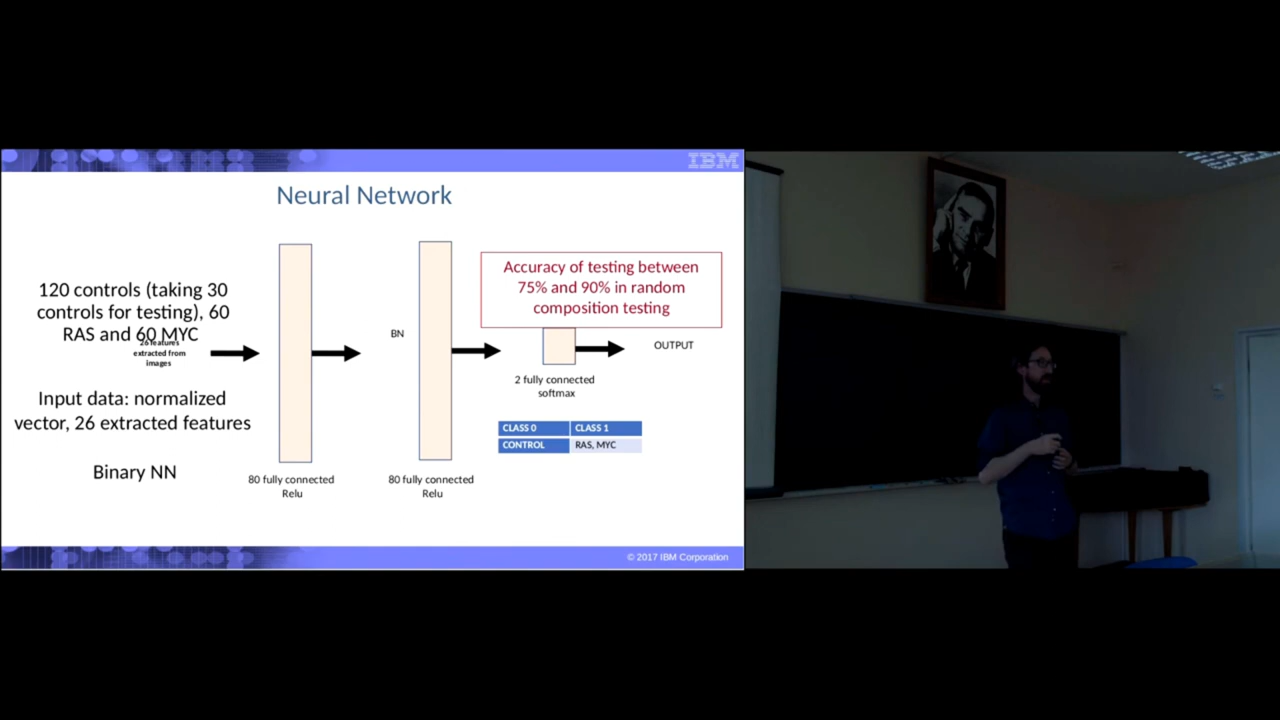 IBM
Neural Network
120 controls (taking 30
controls for testing), 60
RAS and 60 MYC
26 features
extracted from
images
Input data: normalized
vector, 26 extracted features
Binary NN
80 fully connected
Relu
BN
80 fully connected
Relu
Accuracy of testing between
75% and 90% in random
composition testing
2 fully connected
softmax
OUTPUT
CLASS 0 CLASS 1
CONTROL RAS, MYC
© 2017 IBM Corporation